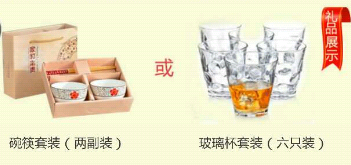 礼品展示
或
碗筷套装（两副装）
玻璃杯套装（六只装）